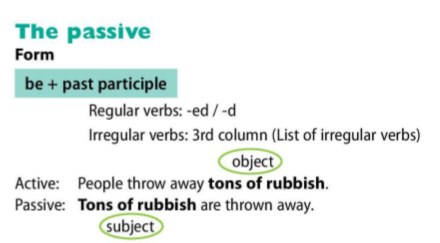 The passive
Form
be + past participle
Regular verbs: -ed / -d
Irregular verbs: 3rd column (List of irregular verbs)
object
Active: People throw away tons of rubbish.
Passive: Tons of rubbish are thrown away.
subject